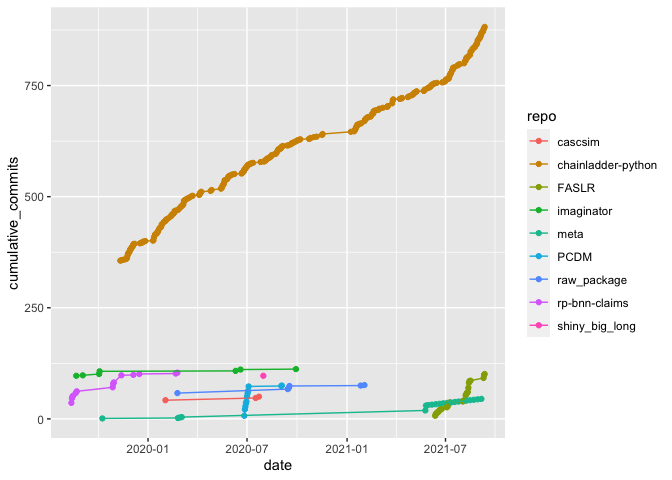 cumulative_commits
750
500
250
0
2020-01
2020-07
2021-01
2021-07
date
repo
cascsim
chainladder-python
FASLR
imaginator
meta
PCDM
raw_package
rp-bnn-claims
shiny_big_long